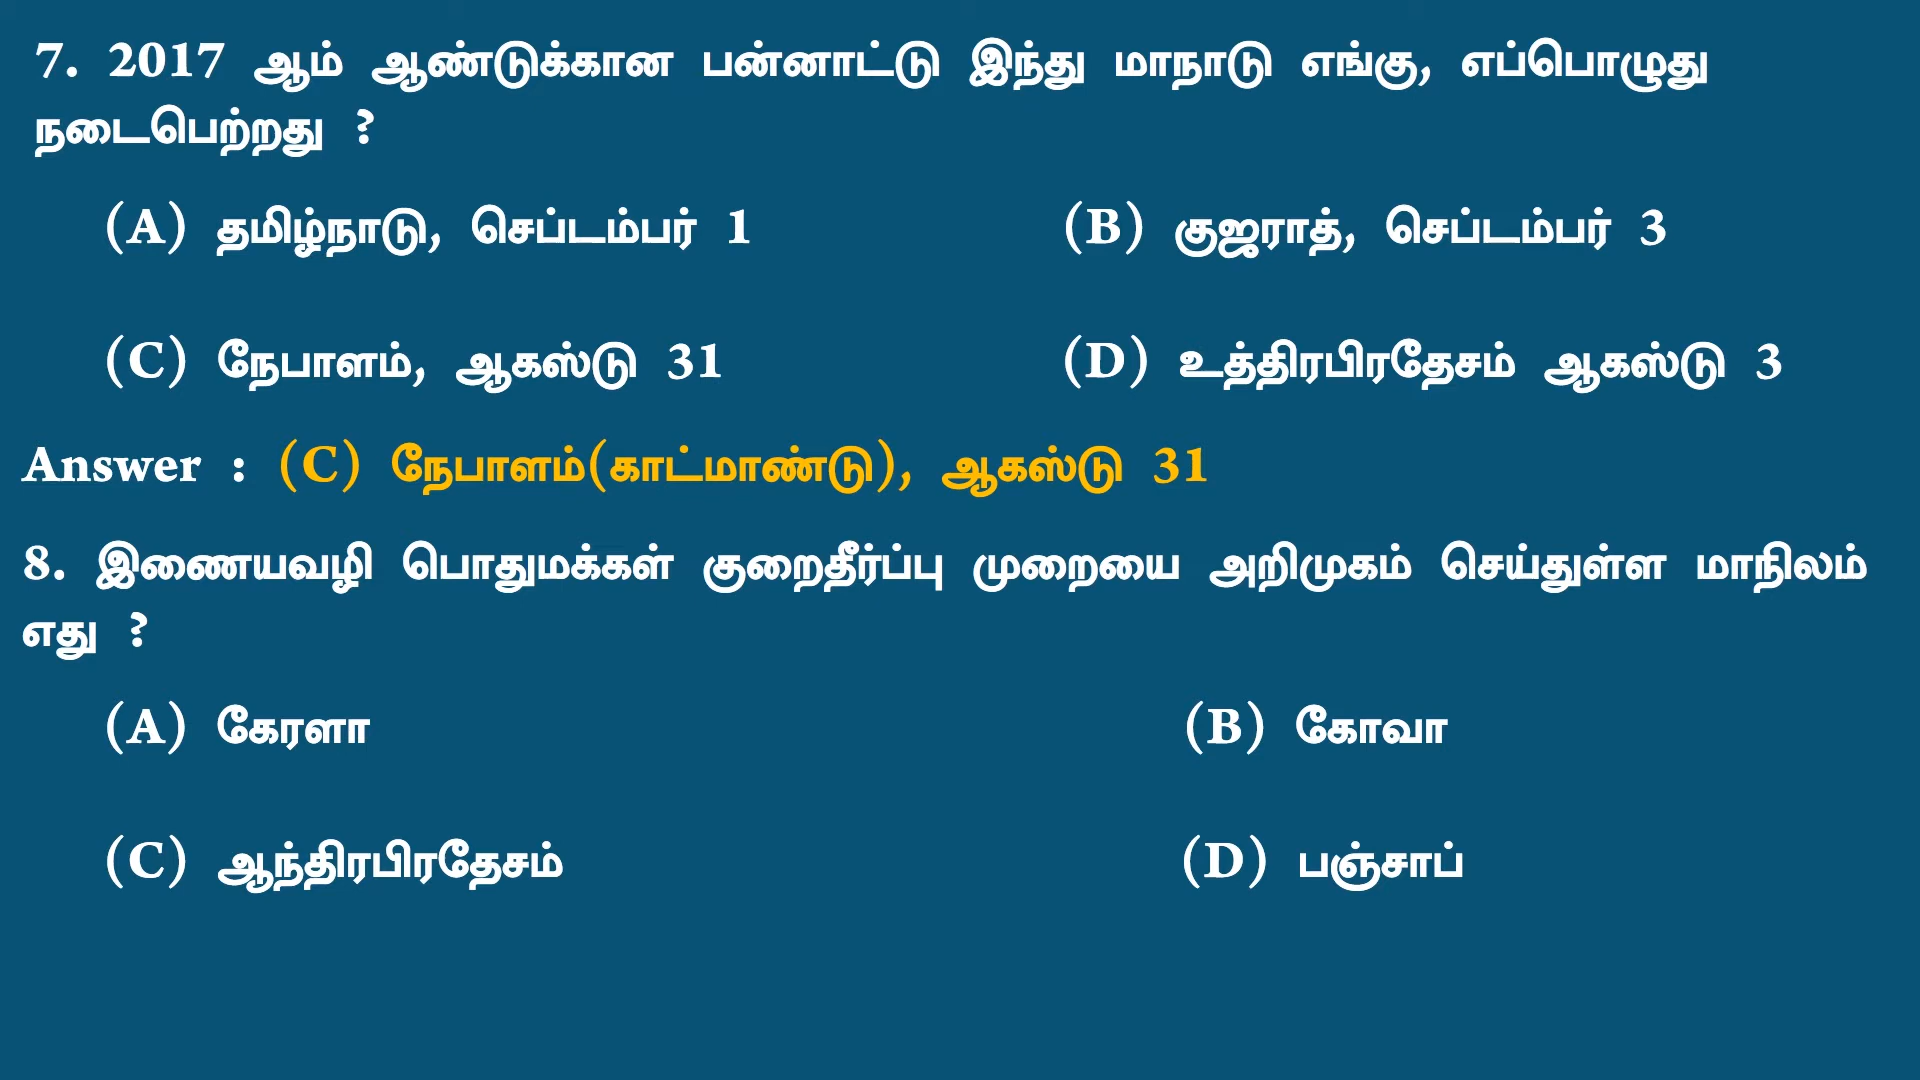 7. 2017 ஆம் ஆண்டுக்கான பன்னாட்டு இந்து மாநாடு எங்கு, எப்பொழுது
நடைபெற்றது ?
(A) தமிழ்நாடு, செப்டம்பர் 1 (B) குஜராத், செப்டம்பர் 3
(C) நேபாளம், ஆகஸ்டு 31 (D) உத்திரபிரதேசம் ஆகஸ்டு 3
Answer : (C) நேபாளம்(காட்மாண்டு), ஆகஸ்டு 31
8. இணையவழி பொதுமக்கள் குறைதீர்ப்பு முறையை அறிமுகம் செய்துள்ள மாநிலம்
எது ?
(A) கேரளா (B) கோவா
(C) ஆந்திரபிரதேசம் (D) பஞ்சாப்